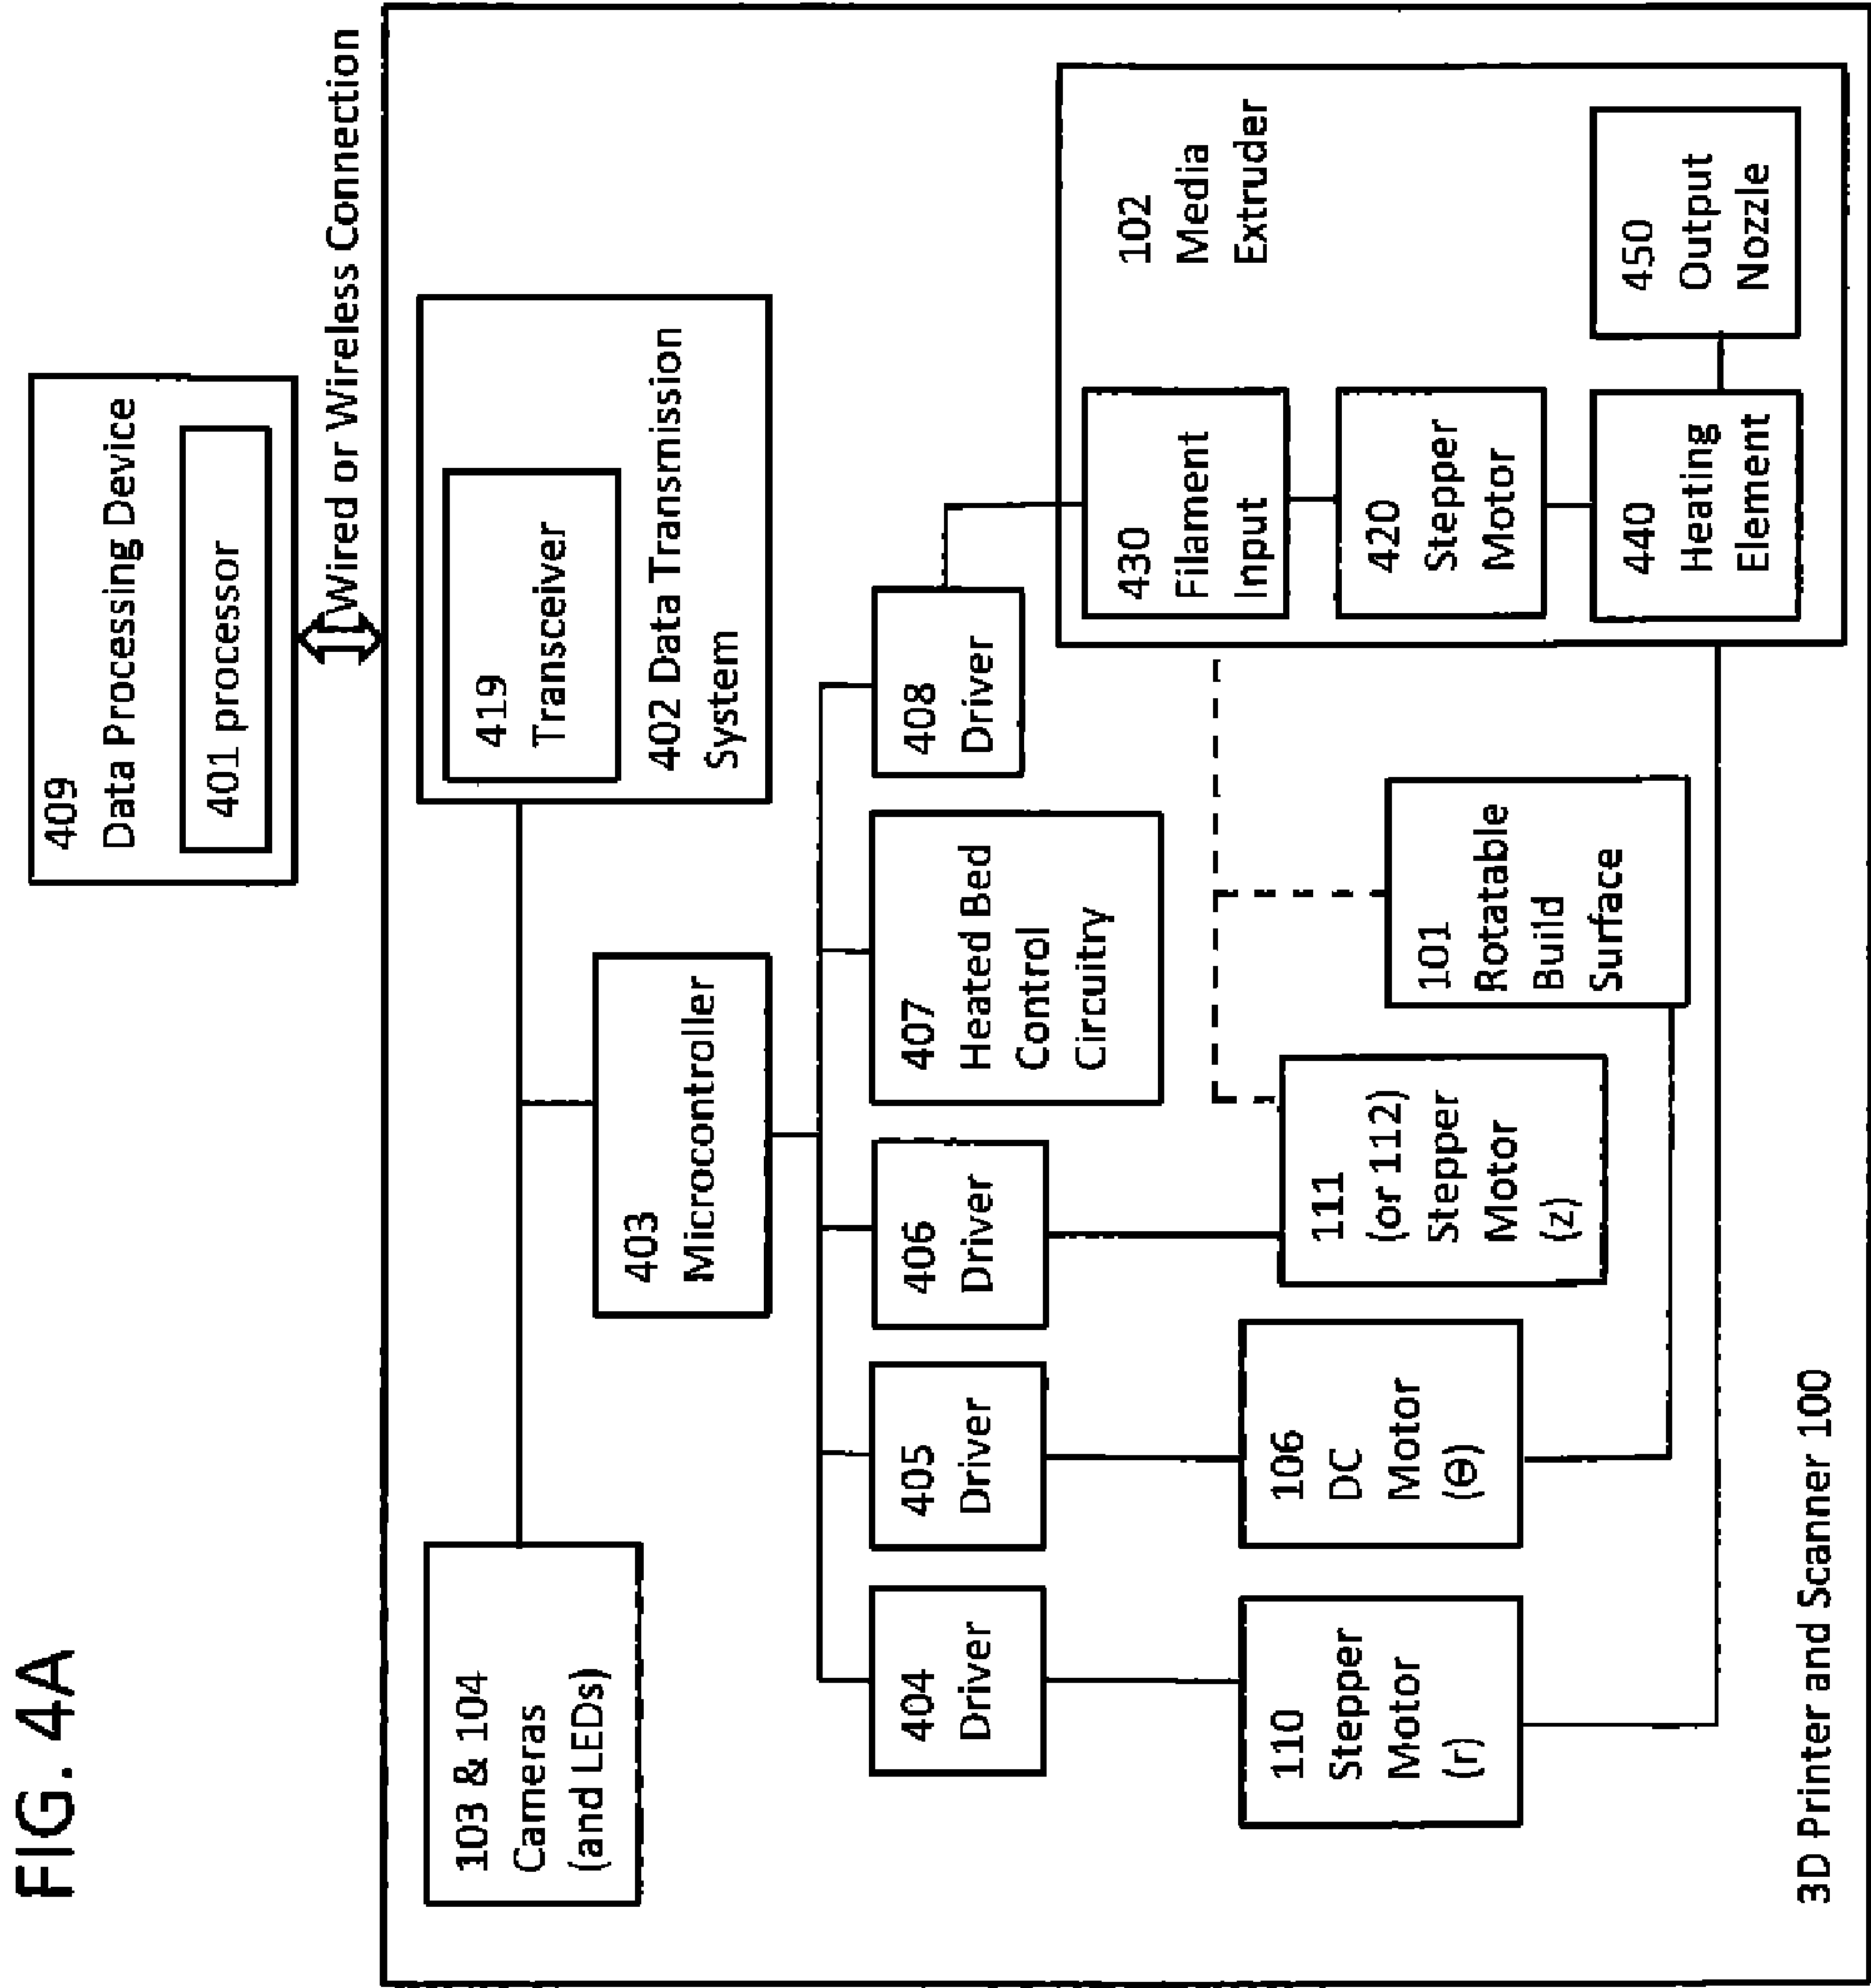 FIG. 4A
409
Data Processing Device
401 processor
Wired or Wireless Connection
103 & 104
Cameras
(and LEDs)
419
Transceiver
402 Data Transmission
System
403
Microcontroller
404
Driver
405
Driver
406
Driver
407
Heated Bed
Control
Circuitry
408
Driver
110
Stepper
Motor
(r)
106
DC
Motor
(Θ)
111
(or 112)
Stepper
Motor
(z)
101
Rotatable
Build
Surface
102
Media
Extruder
430
Filament
Input
420
Stepper
Motor
440
Heating
Element
450
Output
Nozzle
3D Printer and Scanner 100